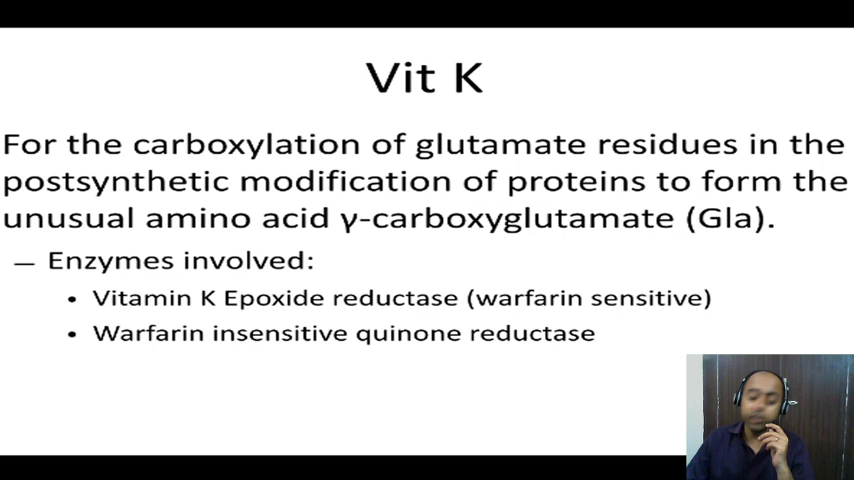 Vit K
For the carboxylation of glutamate residues in the
postsynthetic modification of proteins to form the
unusual amino acid γ-carboxyglutamate (Gla).
— Enzymes involved:
• Vitamin K Epoxide reductase (warfarin sensitive)
• Warfarin insensitive quinone reductase